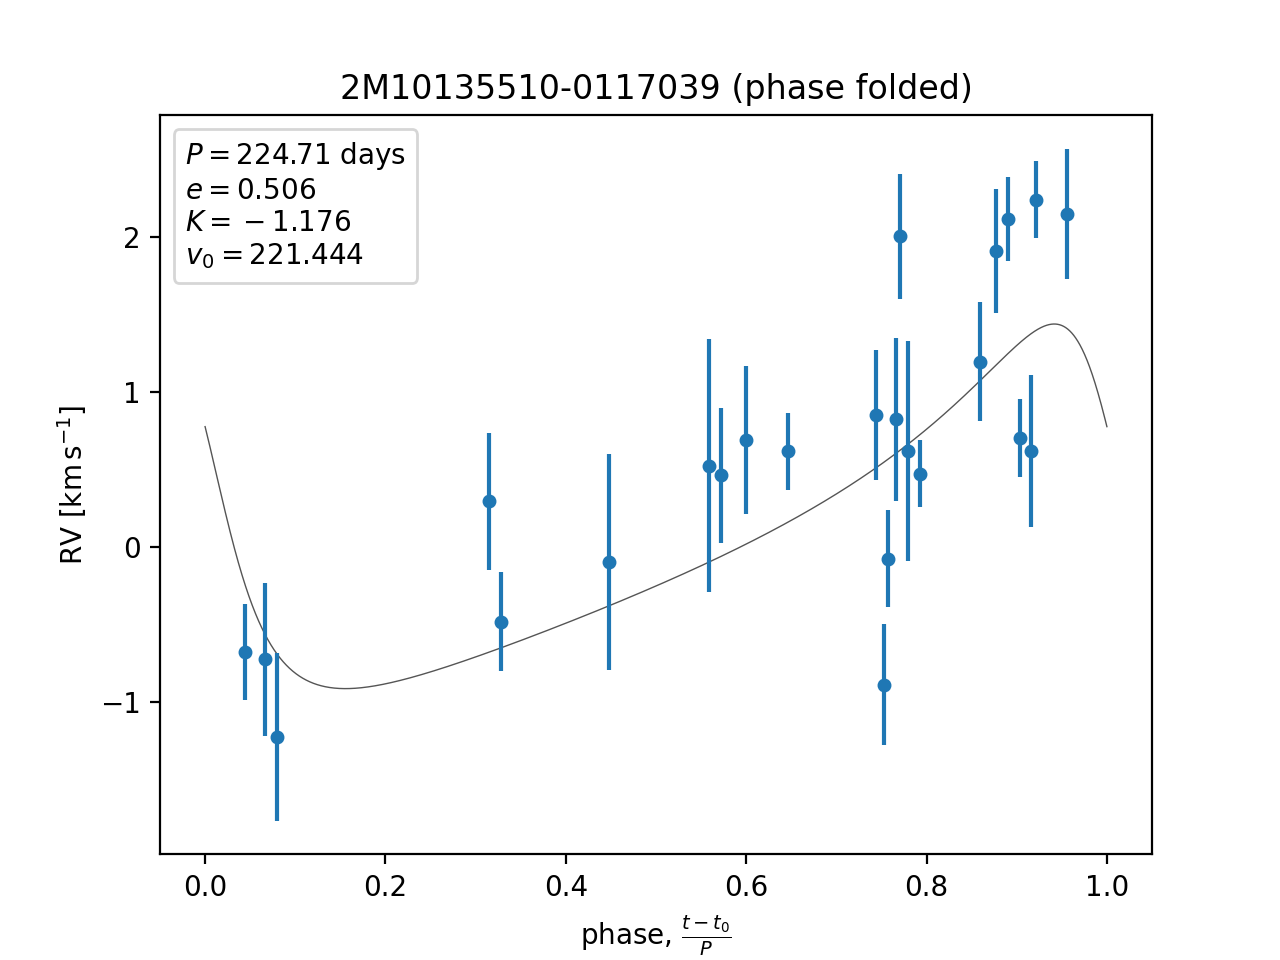 2M10135510-0117039 (phase folded)
P = 224.71 days
e = 0.506
K = − 1.176
v₀ = 221.444
RV [km s⁻¹]
2
1
0
−1
0.0 0.2 0.4 0.6 0.8 1.0
phase, (t − t₀)/P